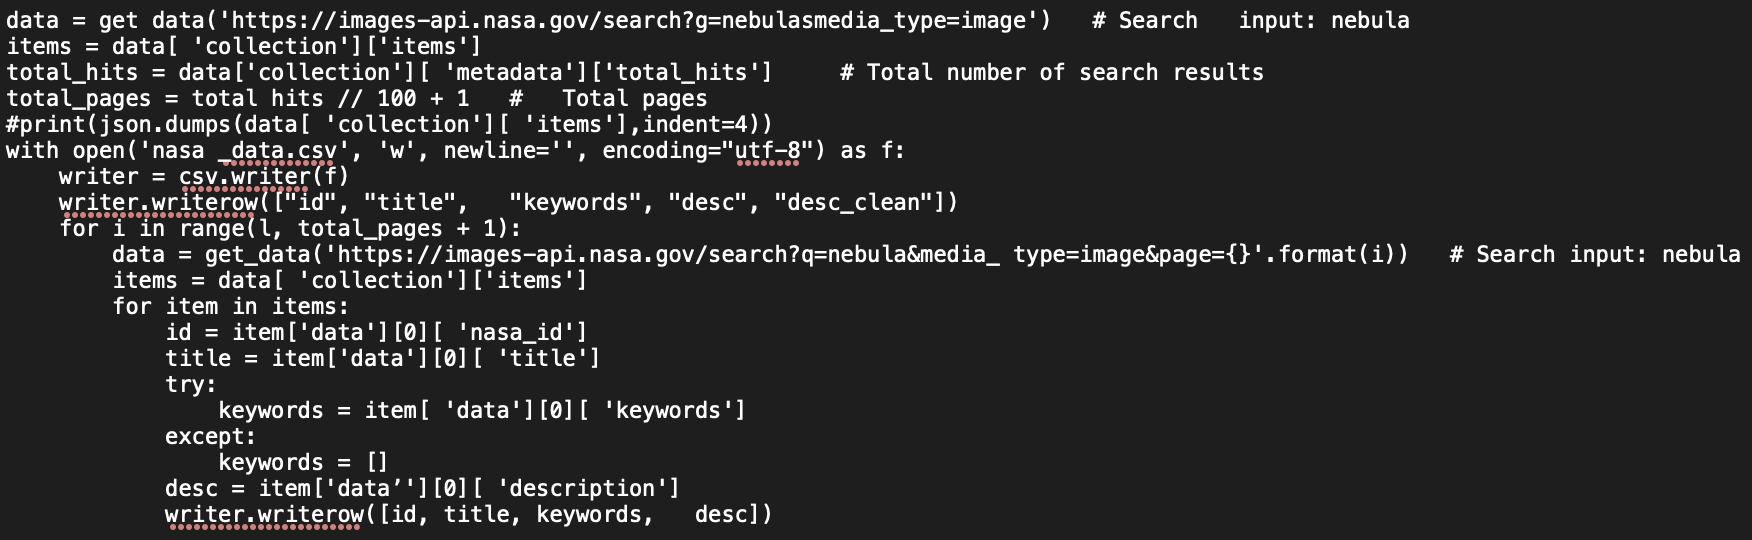 data = get data('https://images-api.nasa.gov/search?g=nebulasmedia_type=image')   # Search   input: nebula
items = data[ 'collection']['items']
total_hits = data['collection'][ 'metadata']['total_hits']     # Total number of search results
total_pages = total hits // 100 + 1   #   Total pages
#print(json.dumps(data[ 'collection'][ 'items'],indent=4))
with open('nasa _data.csv', 'w', newline='', encoding="utf-8") as f:
    writer = csv.writer(f)
    writer.writerow(["id", "title",   "keywords", "desc", "desc_clean"])
    for i in range(l, total_pages + 1):
        data = get_data('https://images-api.nasa.gov/search?q=nebula&media_ type=image&page={}'.format(i))   # Search input: nebula
        items = data[ 'collection']['items']
        for item in items:
            id = item['data'][0][ 'nasa_id']
            title = item['data'][0][ 'title']
            try:
                keywords = item[ 'data'][0][ 'keywords']
            except:
                keywords = []
            desc = item['data’'][0][ 'description']
            writer.writerow([id, title, keywords,   desc])